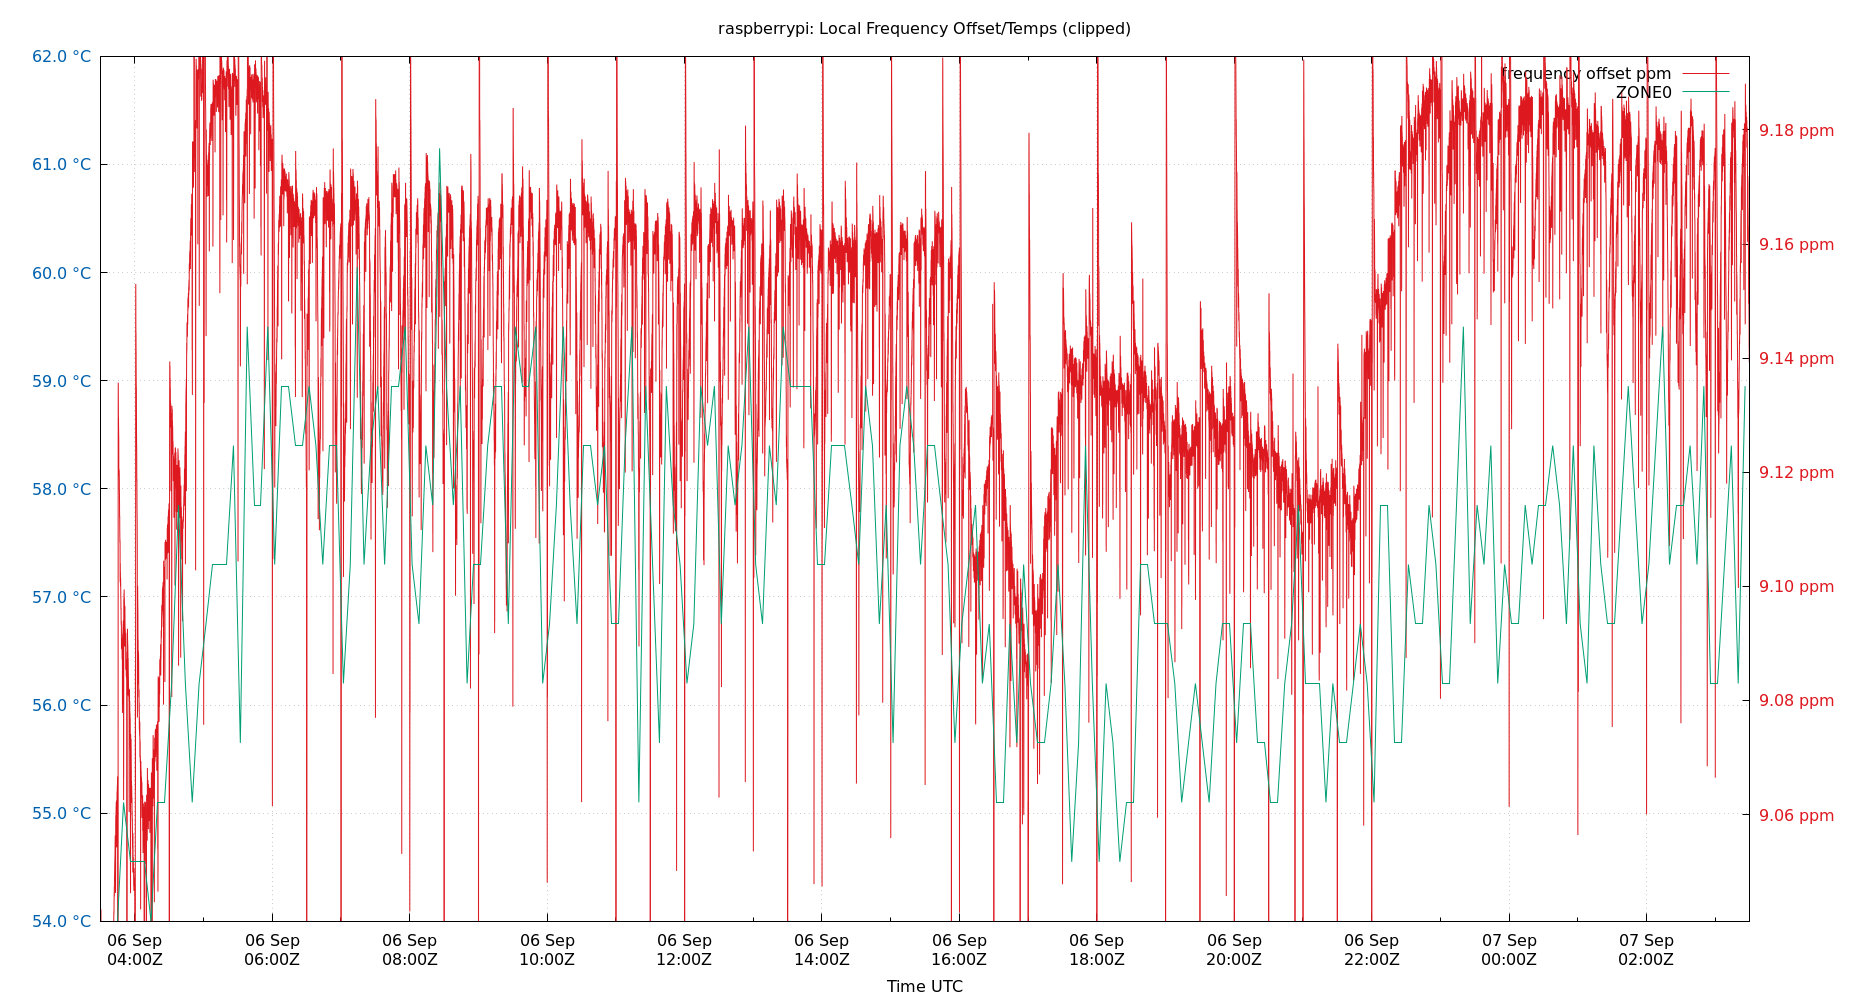 raspberrypi: Local Frequency Offset/Temps (clipped)
62.0 °C
61.0 °C
60.0 °C
59.0 °C
58.0 °C
57.0 °C
56.0 °C
55.0 °C
54.0 °C
frequency offset ppm
ZONE0
9.18 ppm
9.16 ppm
9.14 ppm
9.12 ppm
9.10 ppm
9.08 ppm
9.06 ppm
06 Sep 06 Sep 06 Sep 06 Sep 06 Sep 06 Sep 06 Sep 06 Sep 06 Sep 06 Sep 07 Sep 07 Sep
04:00Z 06:00Z 08:00Z 10:00Z 12:00Z 14:00Z 16:00Z 18:00Z 20:00Z 22:00Z 00:00Z 02:00Z
Time UTC